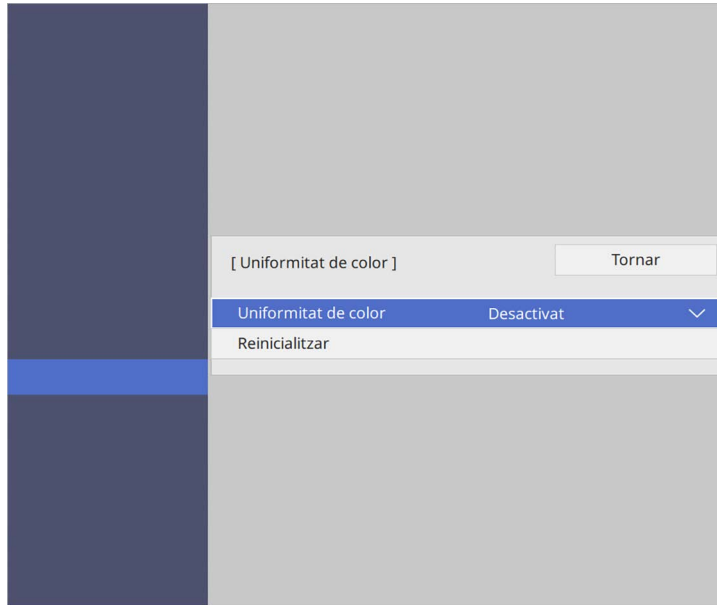 [ Uniformitat de color ]
Tornar
Uniformitat de color Desactivat
Reinicialitzar